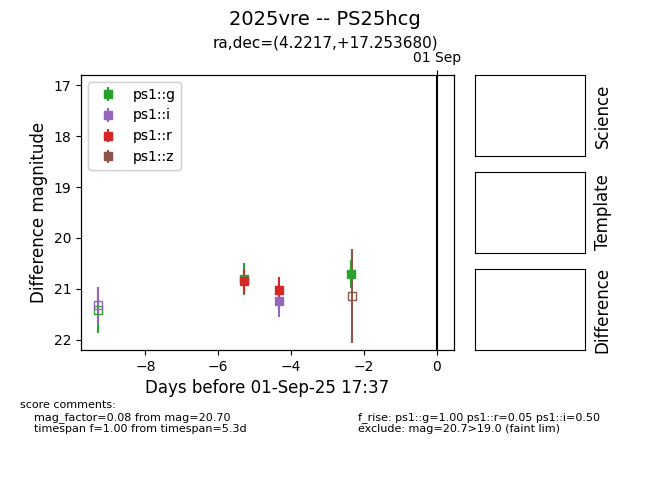 2025vre -- PS25hcg
ra,dec=(4.2217,+17.253680)
01 Sep
ps1::g
ps1::i
ps1::r
ps1::z
17
18
19
20
21
22
Difference magnitude
−8
−6
−4
−2
0
Days before 01-Sep-25 17:37
Science
Template
Difference
score comments:
mag_factor=0.08 from mag=20.70
timespan f=1.00 from timespan=5.3d
f_rise: ps1::g=1.00 ps1::r=0.05 ps1::i=0.50
exclude: mag=20.7>19.0 (faint lim)